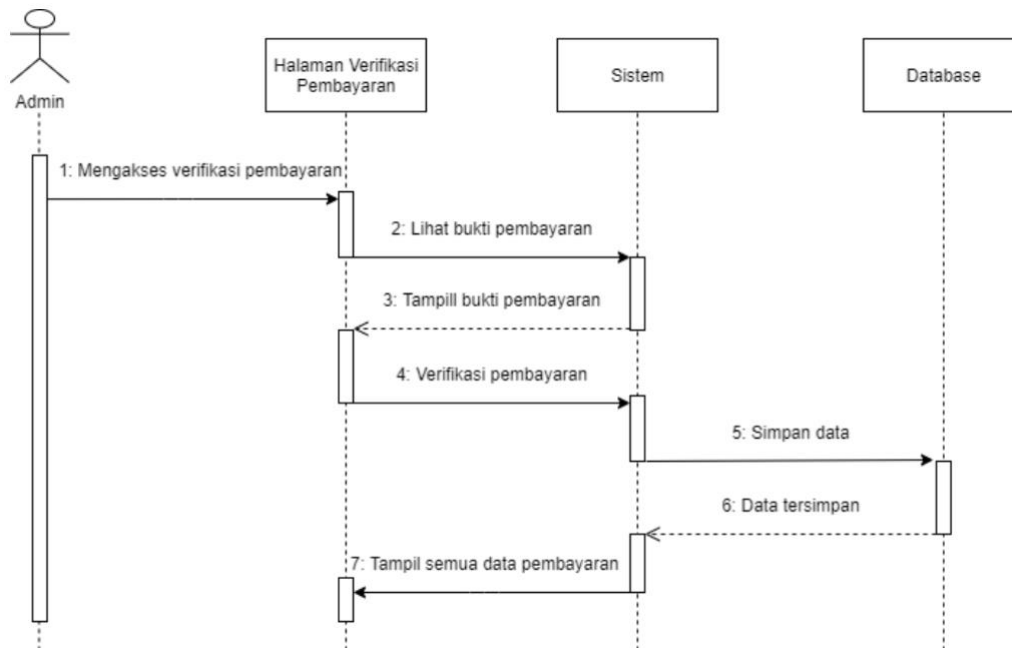 Halaman Verifikasi
Pembayaran
Sistem
Database
Admin
1: Mengakses verifikasi pembayaran
2: Lihat bukti pembayaran
3: Tampill bukti pembayaran
4: Verifikasi pembayaran
5: Simpan data
6: Data tersimpan
7: Tampil semua data pembayaran